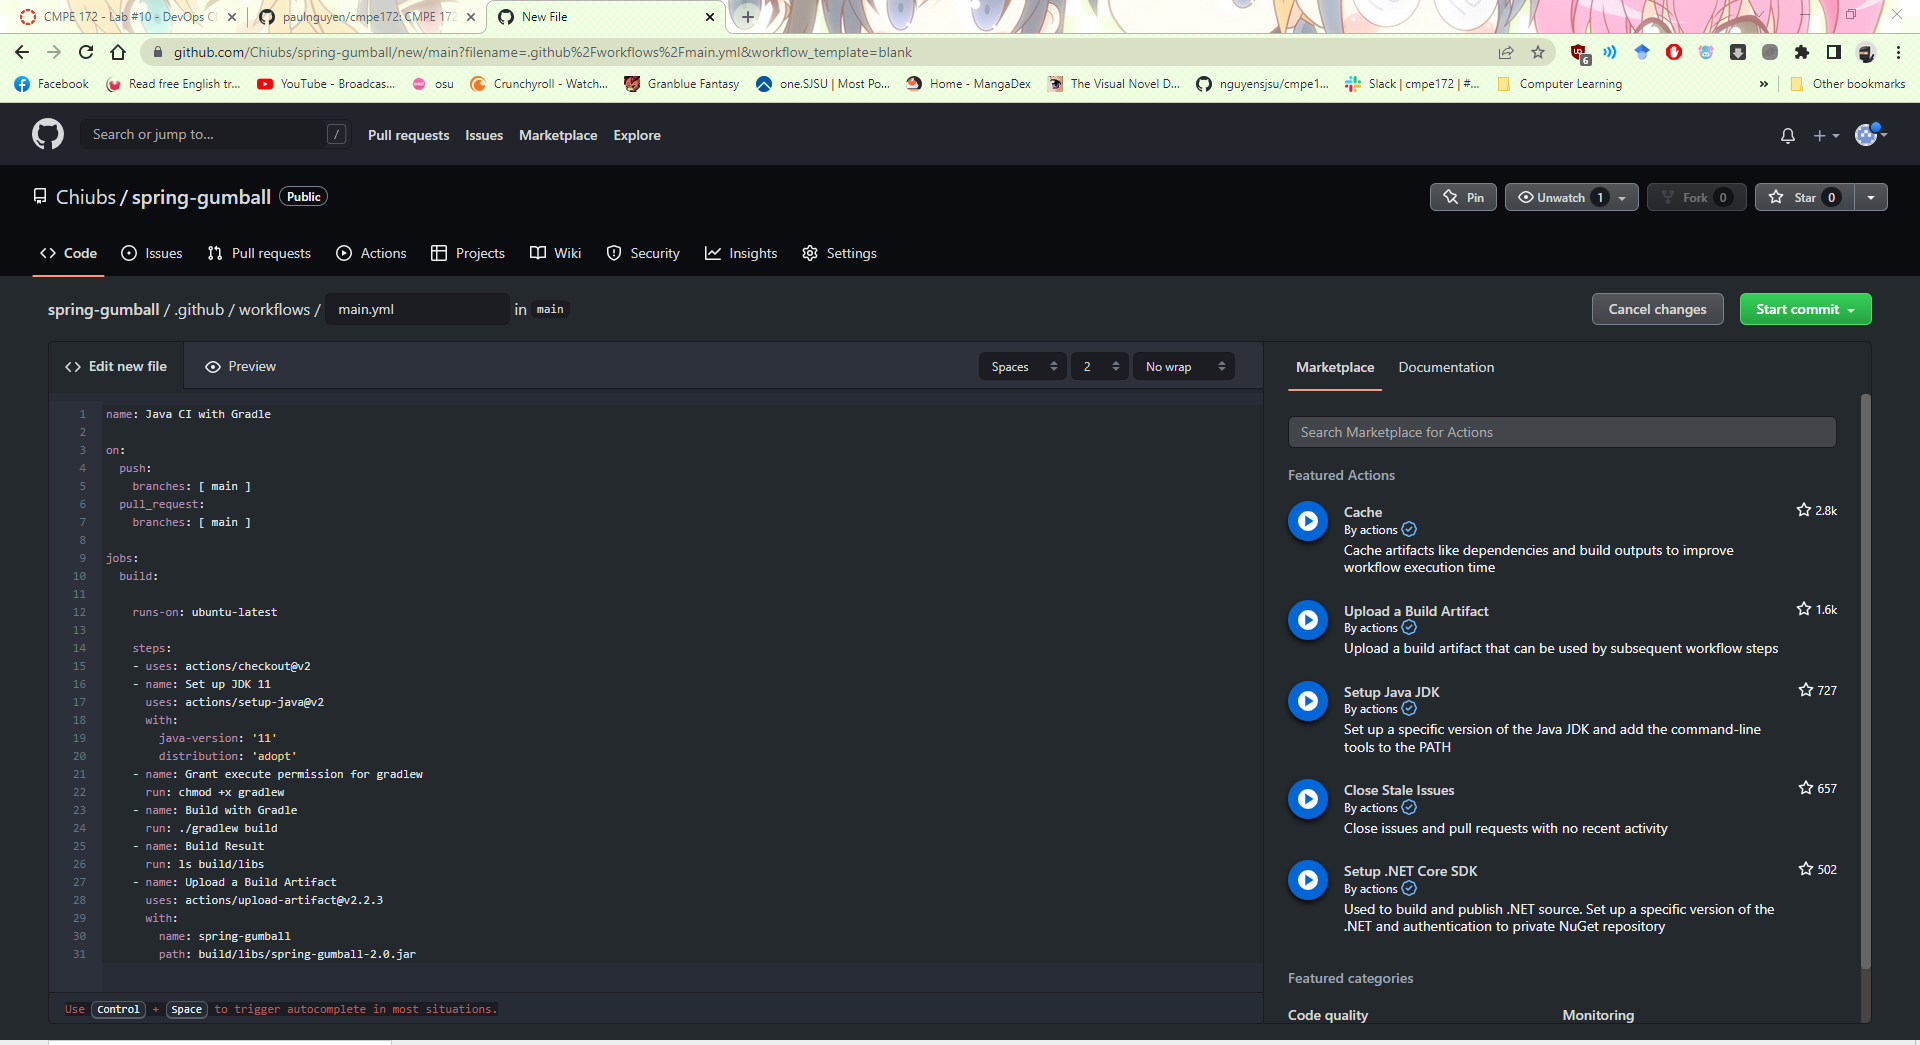 CMPE 172 - Lab #10 - DevOps CI
paulnguyen/cmpe172: CMPE 172
New File
github.com/Chiubs/spring-gumball/new/main?filename=.github%2Fworkflows%2Fmain.yml&workflow_template=blank
6
Facebook
Read free English tr...
YouTube - Broadcas...
osu
Crunchyroll - Watch...
Granblue Fantasy
one.SJSU | Most Po...
Home - MangaDex
The Visual Novel D...
nguyensjsu/cmpe1...
Slack | cmpe172 | #...
Computer Learning
»
Other bookmarks
Search or jump to...
/
Pull requests
Issues
Marketplace
Explore
Chiubs / spring-gumball
Public
Pin
Unwatch 1
Fork 0
Star 0
Code
Issues
Pull requests
Actions
Projects
Wiki
Security
Insights
Settings
spring-gumball / .github / workflows / main.yml in main
Cancel changes
Start commit
Edit new file
Preview
Spaces
2
No wrap
1 name: Java CI with Gradle
2
3 on:
4 push:
5 branches: [ main ]
6 pull_request:
7 branches: [ main ]
8
9 jobs:
10 build:
11
12 runs-on: ubuntu-latest
13
14 steps:
15 - uses: actions/checkout@v2
16 - name: Set up JDK 11
17 uses: actions/setup-java@v2
18 with:
19 java-version: '11'
20 distribution: 'adopt'
21 - name: Grant execute permission for gradlew
22 run: chmod +x gradlew
23 - name: Build with Gradle
24 run: ./gradlew build
25 - name: Build Result
26 run: ls build/libs
27 - name: Upload a Build Artifact
28 uses: actions/upload-artifact@v2.2.3
29 with:
30 name: spring-gumball
31 path: build/libs/spring-gumball-2.0.jar
Use Control + Space to trigger autocomplete in most situations.
Marketplace
Documentation
Search Marketplace for Actions
Featured Actions
Cache
2.8k
By actions
Cache artifacts like dependencies and build outputs to improve
workflow execution time
Upload a Build Artifact
1.6k
By actions
Upload a build artifact that can be used by subsequent workflow steps
Setup Java JDK
727
By actions
Set up a specific version of the Java JDK and add the command-line
tools to the PATH
Close Stale Issues
657
By actions
Close issues and pull requests with no recent activity
Setup .NET Core SDK
502
By actions
Used to build and publish .NET source. Set up a specific version of the
.NET and authentication to private NuGet repository
Featured categories
Code quality
Monitoring